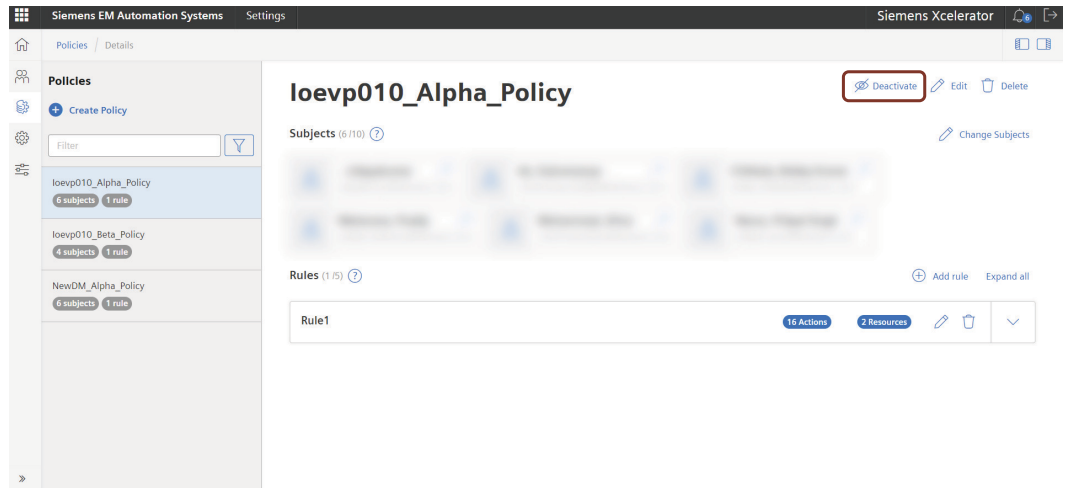 Siemens EM Automation Systems Settings Siemens Xcelerator 6
Policies / Details
Policies
Create Policy
Filter
Ioevp010_Alpha_Policy
6 subjects 1 rule
Ioevp010_Beta_Policy
4 subjects 1 rule
NewDM_Alpha_Policy
6 subjects 1 rule
Ioevp010_Alpha_Policy
Deactivate Edit Delete
Subjects (6 /10) ?
Change Subjects
Rules (1 /5) ?
Add rule Expand all
Rule1 16 Actions 2 Resources